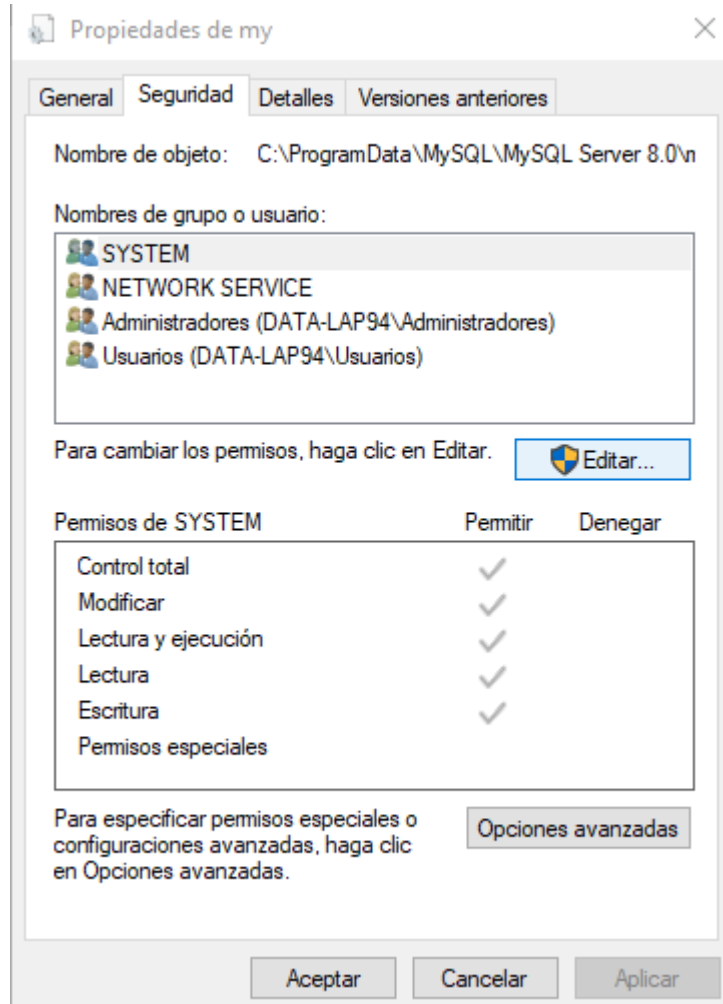 Propiedades de my
General Seguridad Detalles Versiones anteriores
Nombre de objeto: C:\ProgramData\MySQL\MySQL Server 8.0\
Nombres de grupo o usuario:
SYSTEM
NETWORK SERVICE
Administradores (DATA-LAP94\Administradores)
Usuarios (DATA-LAP94\Usuarios)
Para cambiar los permisos, haga clic en Editar. Editar...
Permisos de SYSTEM Permitir Denegar
Control total
Modificar
Lectura y ejecución
Lectura
Escritura
Permisos especiales
Para especificar permisos especiales o
configuraciones avanzadas, haga clic
en Opciones avanzadas.
Opciones avanzadas
Aceptar Cancelar Aplicar